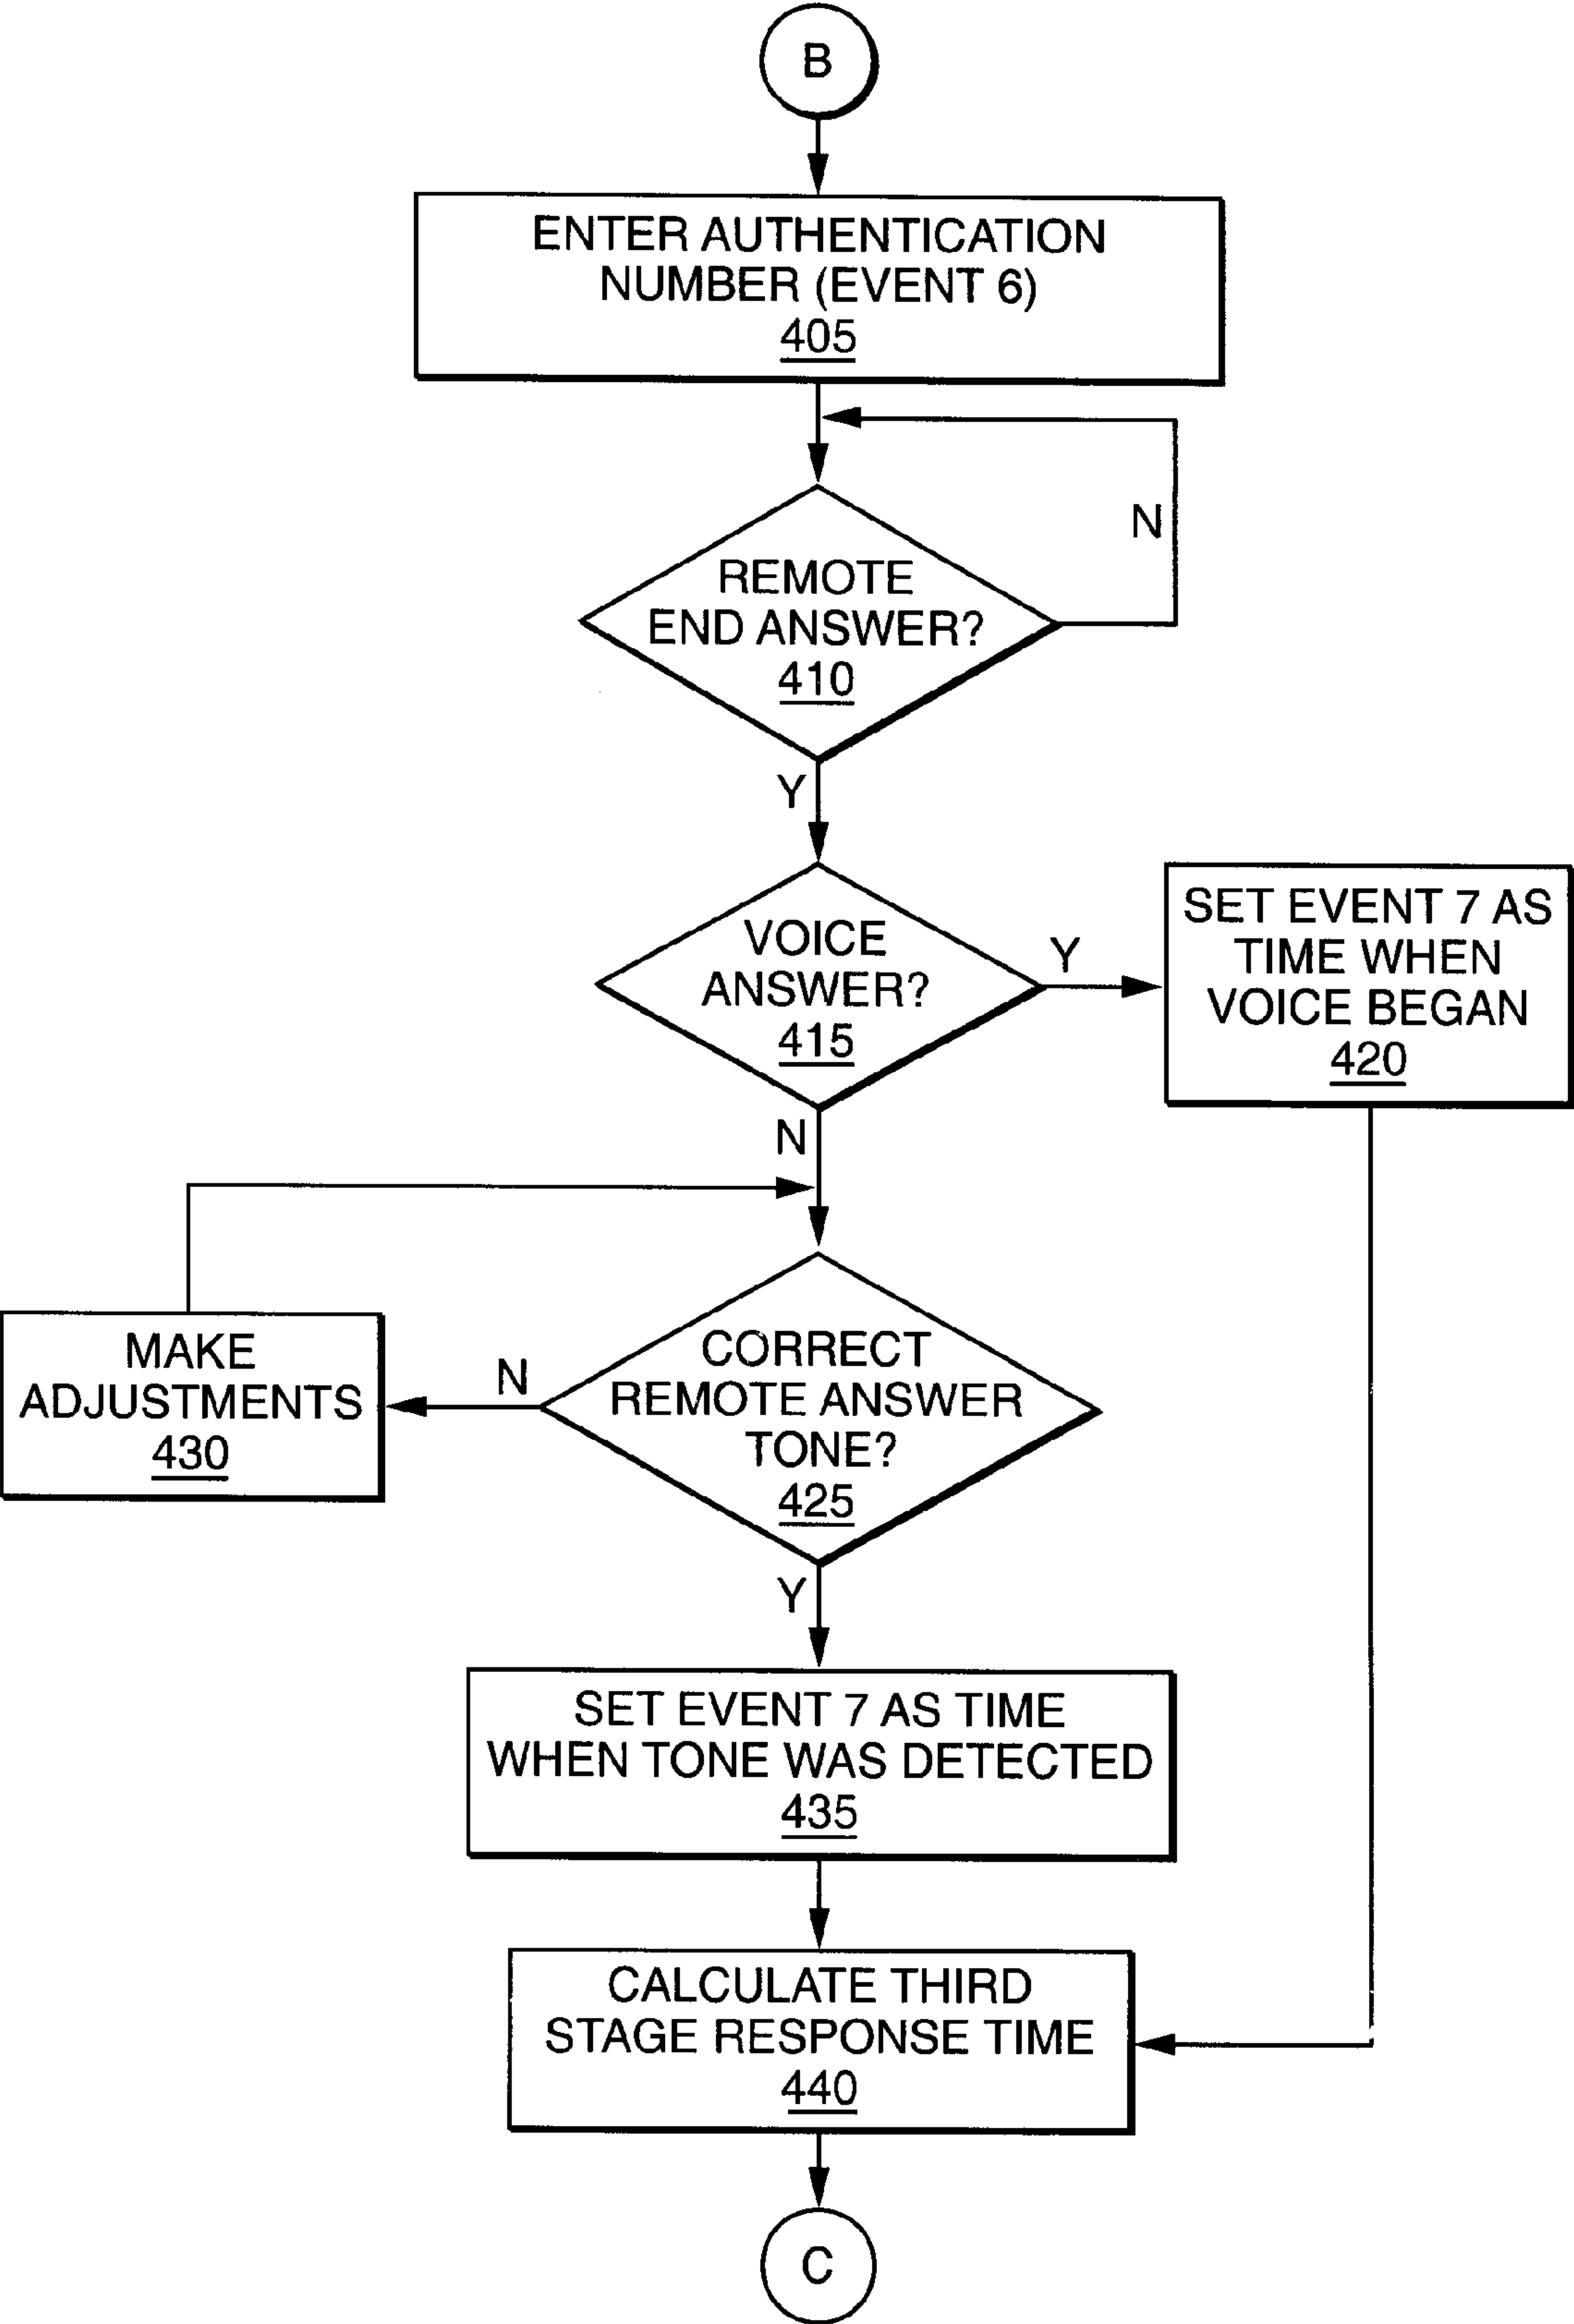 B
ENTER AUTHENTICATION
NUMBER (EVENT 6)
405
N
REMOTE
END ANSWER?
410
Y
VOICE
ANSWER?
415
Y
SET EVENT 7 AS
TIME WHEN
VOICE BEGAN
420
N
MAKE
ADJUSTMENTS
430
N
CORRECT
REMOTE ANSWER
TONE?
425
Y
SET EVENT 7 AS TIME
WHEN TONE WAS DETECTED
435
CALCULATE THIRD
STAGE RESPONSE TIME
440
C